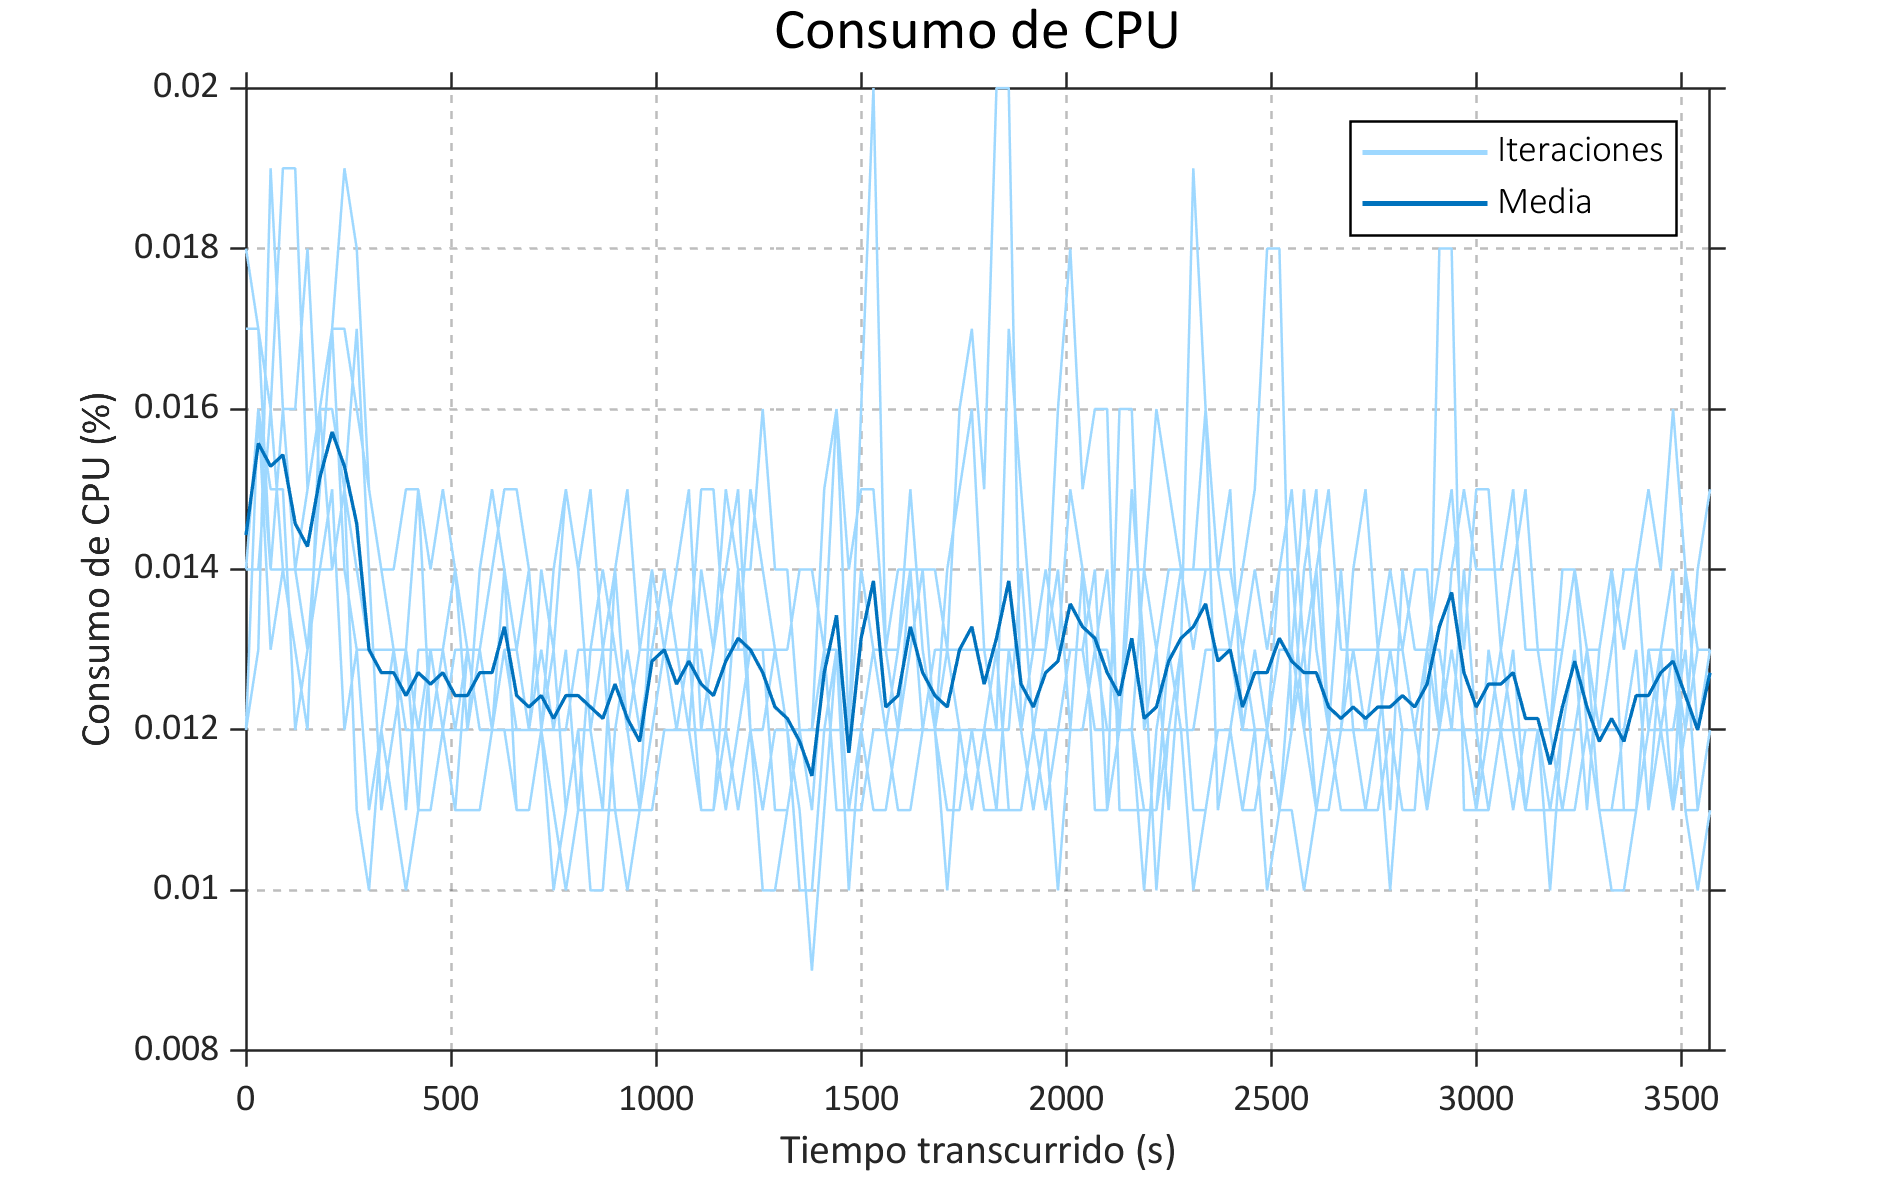 Consumo de CPU
Iteraciones
Media
Consumo de CPU (%)
0.02
0.018
0.016
0.014
0.012
0.01
0.008
0 500 1000 1500 2000 2500 3000 3500
Tiempo transcurrido (s)